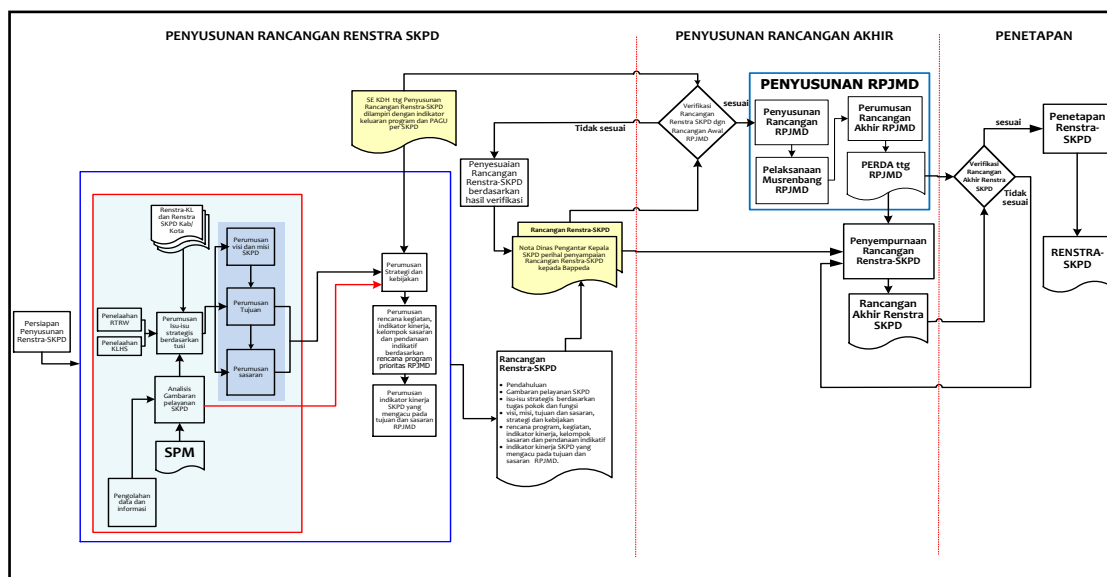 PENYUSUNAN RANCANGAN RENSTRA SKPD
PENYUSUNAN RANCANGAN AKHIR
PENETAPAN
SE KDH ttg Penyusunan
Rancangan Renstra-SKPD
dilampiri dengan indikator
keluaran program dan PAGU
per SKPD
Verifikasi
Rancangan
Renstra SKPD dgn
Rancangan Awal
RPJMD
sesuai
Tidak sesuai
PENYUSUNAN RPJMD
Penyusunan
Rancangan
RPJMD
Perumusan
Rancangan
Akhir RPJMD
Pelaksanaan
Musrenbang
RPJMD
PERDA ttg
RPJMD
Verifikasi
Rancangan
Akhir Renstra
SKPD
sesuai
Tidak
sesuai
Penetapan
Renstra-
SKPD
RENSTRA-
SKPD
Penyesuaian
Rancangan
Renstra-SKPD
berdasarkan
hasil verifikasi
Rancangan Renstra-SKPD
Nota Dinas Pengantar Kepala
SKPD perihal penyampaian
Rancangan Renstra-SKPD
kepada Bappeda
Penyempurnaan
Rancangan
Renstra-SKPD
Rancangan
Akhir Renstra
SKPD
Persiapan
Penyusunan
Renstra-SKPD
Renstra-KL
dan Renstra
SKPD Kab/
Kota
Penelaahan
RTRW
Penelaahan
KLHS
Perumusan
Isu-isu
strategis
berdasarkan
tusi
Analisis
Gambaran
pelayanan
SKPD
SPM
Pengolahan
data dan
informasi
Perumusan
visi dan misi
SKPD
Perumusan
Tujuan
Perumusan
sasaran
Perumusan
Strategi dan
kebijakan
Perumusan
rencana kegiatan,
indikator kinerja,
kelompok sasaran
dan pendanaan
indikatif
berdasarkan
rencana program
prioritas RPJMD
Perumusan
indikator kinerja
SKPD yang
mengacu pada
tujuan dan sasaran
RPJMD
Rancangan
Renstra-SKPD
• Pendahuluan
• Gambaran pelayanan SKPD
• isu-isu strategis berdasarkan
tugas pokok dan fungsi
• visi, misi, tujuan dan sasaran,
strategi dan kebijakan
• rencana program, kegiatan,
indikator kinerja, kelompok
sasaran dan pendanaan indikatif
• indikator kinerja SKPD yang
mengacu pada tujuan dan
sasaran RPJMD.